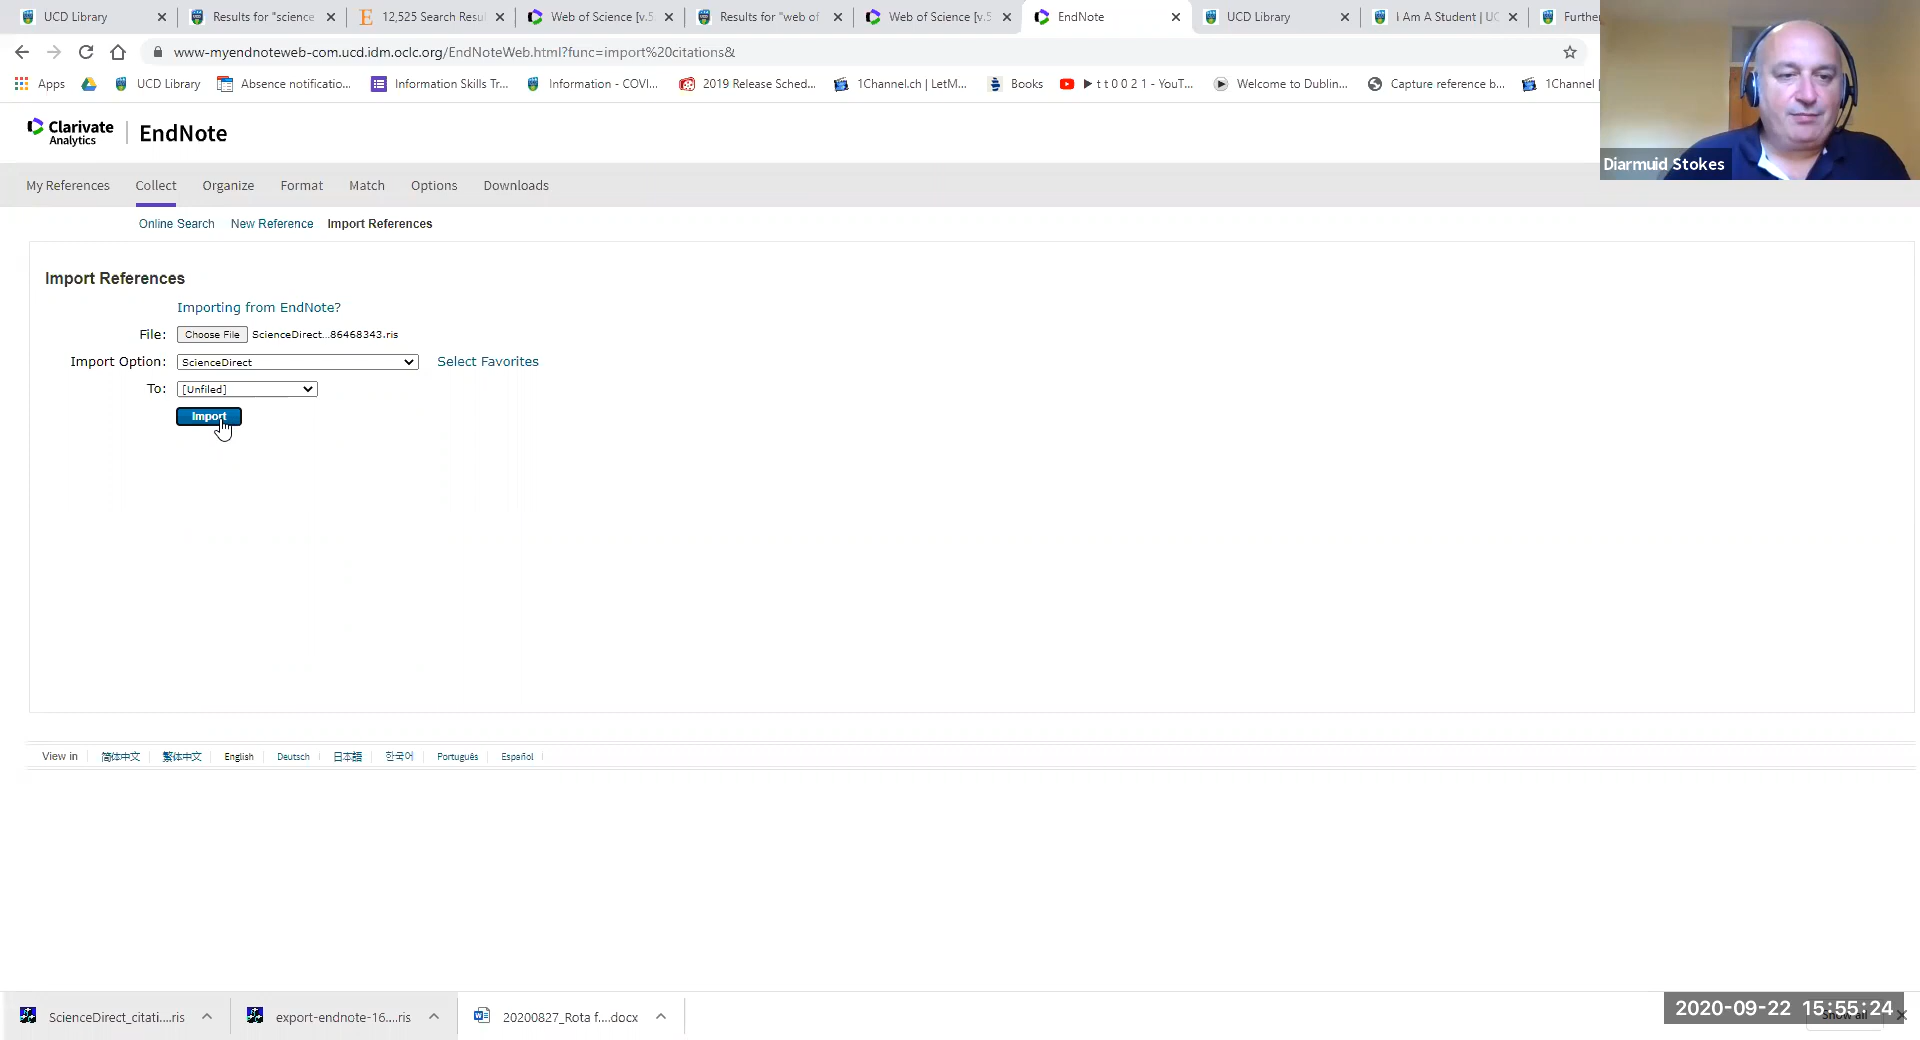 UCD Library
Results for "science
12,525 Search Resul
Web of Science [v.5
Results for "web of
Web of Science [v.5
EndNote
UCD Library
I Am A Student | UC
Further
www-myendnoteweb-com.ucd.idm.oclc.org/EndNoteWeb.html?func=import%20citations&
Apps
UCD Library
Absence notificatio...
Information Skills Tr...
Information - COVI...
2019 Release Sched...
1Channel.ch | LetM...
Books
▶ t t 0 0 2 1 - YouT...
Welcome to Dublin...
Capture reference b...
1Channel |
Diarmuid Stokes
Clarivate
Analytics
EndNote
My References
Collect
Organize
Format
Match
Options
Downloads
Online Search
New Reference
Import References
Import References
Importing from EndNote?
File: Choose File ScienceDirect...86468343.ris
Import Option: ScienceDirect Select Favorites
To: [Unfiled]
Import
View in 简体中文 繁体中文 English Deutsch 日本語 한국어 Português Español
ScienceDirect_citati....ris
export-endnote-16....ris
20200827_Rota f....docx
2020-09-22 15:55:24
Show all